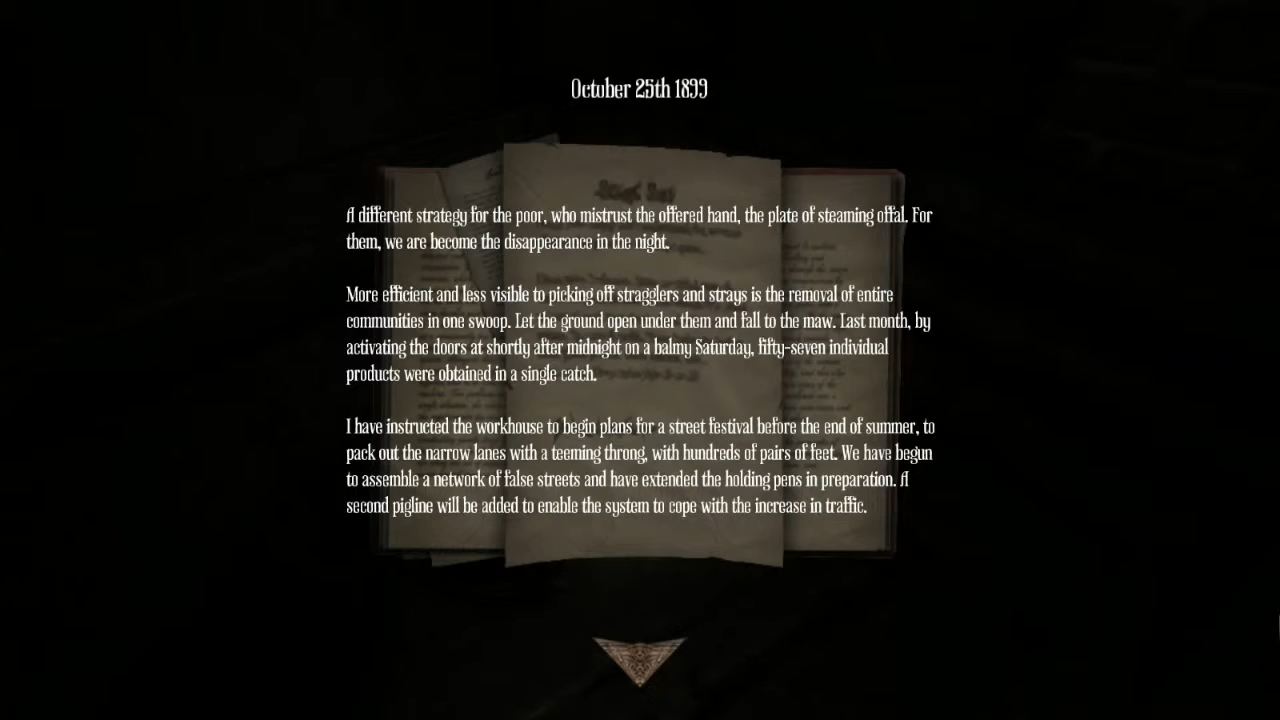 October 25th 1899
A different strategy for the poor, who mistrust the offered hand, the plate of steaming offal. For
them, we are become the disappearance in the night.
More efficient and less visible to picking off stragglers and strays is the removal of entire
communities in one swoop. Let the ground open under them and fall to the maw. Last month, by
activating the doors at shortly after midnight on a balmy Saturday, fifty-seven individual
products were obtained in a single catch.
I have instructed the workhouse to begin plans for a street festival before the end of summer, to
pack out the narrow lanes with a teeming throng, with hundreds of pairs of feet. We have begun
to assemble a network of false streets and have extended the holding pens in preparation. A
second pigline will be added to enable the system to cope with the increase in traffic.